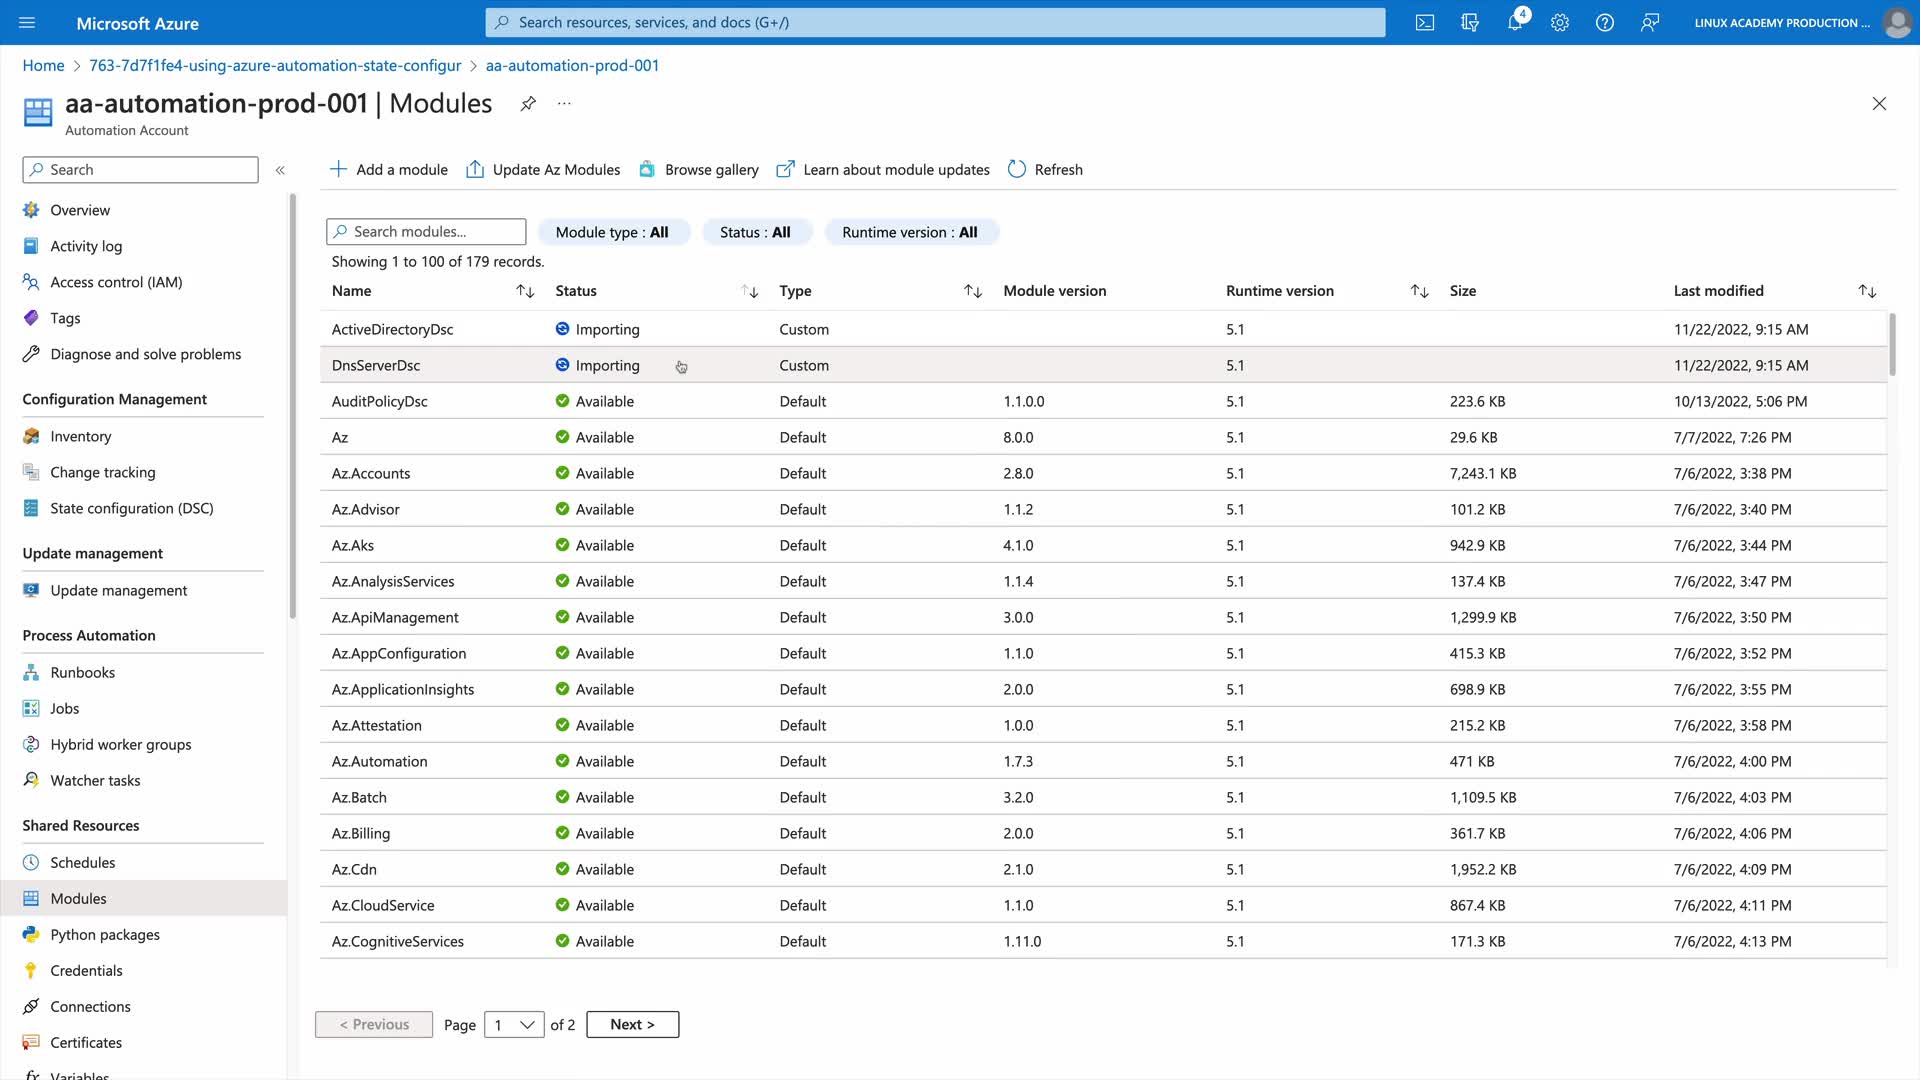 Microsoft Azure
Search resources, services, and docs (G+/)
4
LINUX ACADEMY PRODUCTION ...
Home > 763-7d7f1fe4-using-azure-automation-state-configur > aa-automation-prod-001
aa-automation-prod-001 | Modules ...
Automation Account
Search «
Overview
Activity log
Access control (IAM)
Tags
Diagnose and solve problems
Configuration Management
Inventory
Change tracking
State configuration (DSC)
Update management
Update management
Process Automation
Runbooks
Jobs
Hybrid worker groups
Watcher tasks
Shared Resources
Schedules
Modules
Python packages
Credentials
Connections
Certificates
Variables
Add a module Update Az Modules Browse gallery Learn about module updates Refresh
Search modules... Module type : All Status : All Runtime version : All
Showing 1 to 100 of 179 records.
Name Status Type Module version Runtime version Size Last modified
ActiveDirectoryDsc Importing Custom 5.1 11/22/2022, 9:15 AM
DnsServerDsc Importing Custom 5.1 11/22/2022, 9:15 AM
AuditPolicyDsc Available Default 1.1.0.0 5.1 223.6 KB 10/13/2022, 5:06 PM
Az Available Default 8.0.0 5.1 29.6 KB 7/7/2022, 7:26 PM
Az.Accounts Available Default 2.8.0 5.1 7,243.1 KB 7/6/2022, 3:38 PM
Az.Advisor Available Default 1.1.2 5.1 101.2 KB 7/6/2022, 3:40 PM
Az.Aks Available Default 4.1.0 5.1 942.9 KB 7/6/2022, 3:44 PM
Az.AnalysisServices Available Default 1.1.4 5.1 137.4 KB 7/6/2022, 3:47 PM
Az.ApiManagement Available Default 3.0.0 5.1 1,299.9 KB 7/6/2022, 3:50 PM
Az.AppConfiguration Available Default 1.1.0 5.1 415.3 KB 7/6/2022, 3:52 PM
Az.ApplicationInsights Available Default 2.0.0 5.1 698.9 KB 7/6/2022, 3:55 PM
Az.Attestation Available Default 1.0.0 5.1 215.2 KB 7/6/2022, 3:58 PM
Az.Automation Available Default 1.7.3 5.1 471 KB 7/6/2022, 4:00 PM
Az.Batch Available Default 3.2.0 5.1 1,109.5 KB 7/6/2022, 4:03 PM
Az.Billing Available Default 2.0.0 5.1 361.7 KB 7/6/2022, 4:06 PM
Az.Cdn Available Default 2.1.0 5.1 1,952.2 KB 7/6/2022, 4:09 PM
Az.CloudService Available Default 1.1.0 5.1 867.4 KB 7/6/2022, 4:11 PM
Az.CognitiveServices Available Default 1.11.0 5.1 171.3 KB 7/6/2022, 4:13 PM
< Previous Page 1 of 2 Next >